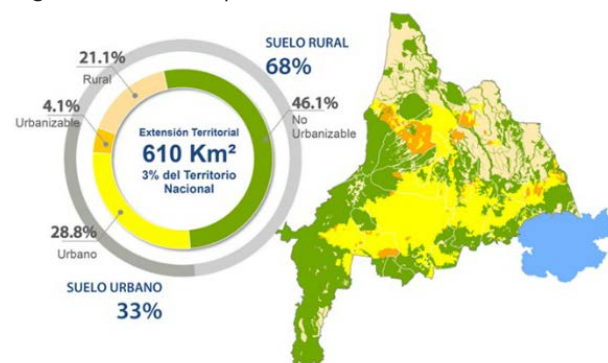 SUELO RURAL
68%
21.1%
Rural
46.1%
No
Urbanizable
4.1%
Urbanizable
Extensión Territorial
610 Km²
3% del Territorio
Nacional
28.8%
Urbano
SUELO URBANO
33%